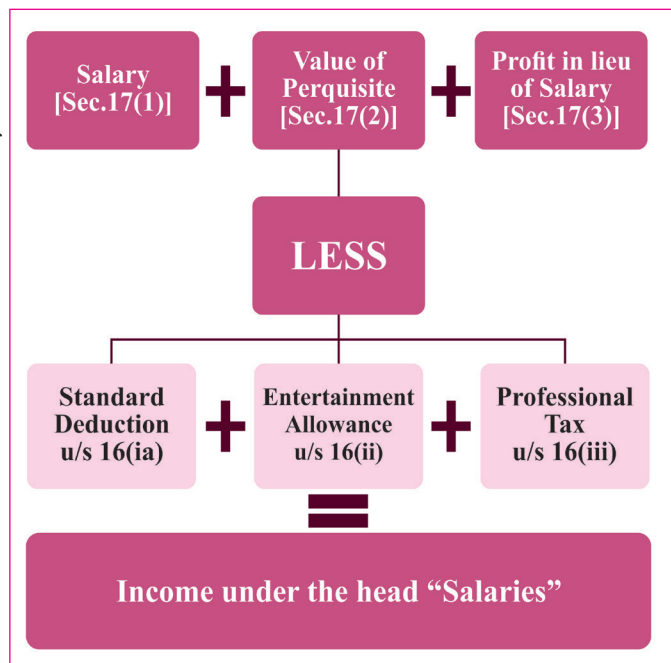 Salary
[Sec.17(1)]
+
Value of
Perquisite
[Sec.17(2)]
+
Profit in lieu
of Salary
[Sec.17(3)]
LESS
Standard
Deduction
u/s 16(ia)
+
Entertainment
Allowance
u/s 16(ii)
+
Professional
Tax
u/s 16(iii)
=
Income under the head “Salaries”